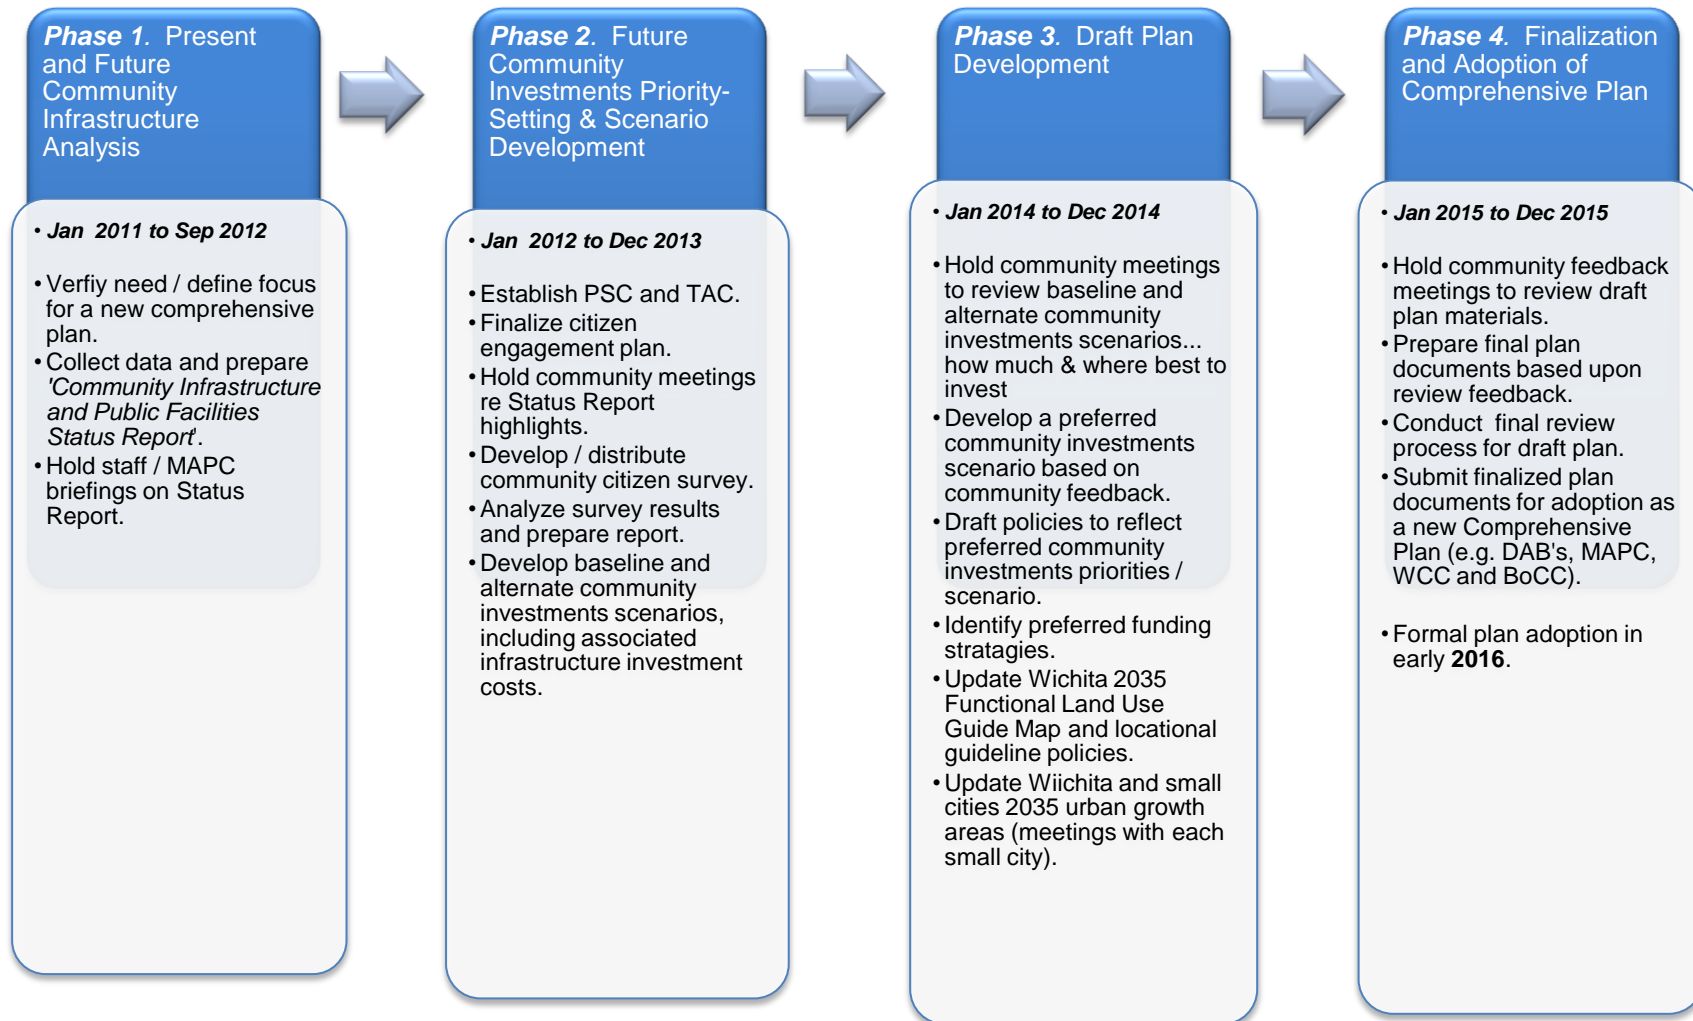 Phase 1. Present
and Future
Community
Infrastructure
Analysis
• Jan 2011 to Sep 2012
• Verfiy need / define focus
for a new comprehensive
plan.
• Collect data and prepare
'Community Infrastructure
and Public Facilities
Status Report'.
• Hold staff / MAPC
briefings on Status
Report.
Phase 2. Future
Community
Investments Priority-
Setting & Scenario
Development
• Jan 2012 to Dec 2013
• Establish PSC and TAC.
• Finalize citizen
engagement plan.
• Hold community meetings
re Status Report
highlights.
• Develop / distribute
community citizen survey.
• Analyze survey results
and prepare report.
• Develop baseline and
alternate community
investments scenarios,
including associated
infrastructure investment
costs.
Phase 3. Draft Plan
Development
• Jan 2014 to Dec 2014
• Hold community meetings
to review baseline and
alternate community
investments scenarios...
how much & where best to
invest
• Develop a preferred
community investments
scenario based on
community feedback.
• Draft policies to reflect
preferred community
investments priorities /
scenario.
• Identify preferred funding
stratagies.
• Update Wichita 2035
Functional Land Use
Guide Map and locational
guideline policies.
• Update Wiichita and small
cities 2035 urban growth
areas (meetings with each
small city).
Phase 4. Finalization
and Adoption of
Comprehensive Plan
• Jan 2015 to Dec 2015
• Hold community feedback
meetings to review draft
plan materials.
• Prepare final plan
documents based upon
review feedback.
• Conduct final review
process for draft plan.
• Submit finalized plan
documents for adoption as
a new Comprehensive
Plan (e.g. DAB's, MAPC,
WCC and BoCC).
• Formal plan adoption in
early 2016.